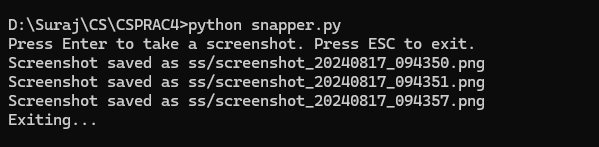 D:\Suraj\CS\CSPRAC4>python snapper.py
Press Enter to take a screenshot. Press ESC to exit.
Screenshot saved as ss/screenshot_20240817_094350.png
Screenshot saved as ss/screenshot_20240817_094351.png
Screenshot saved as ss/screenshot_20240817_094357.png
Exiting...